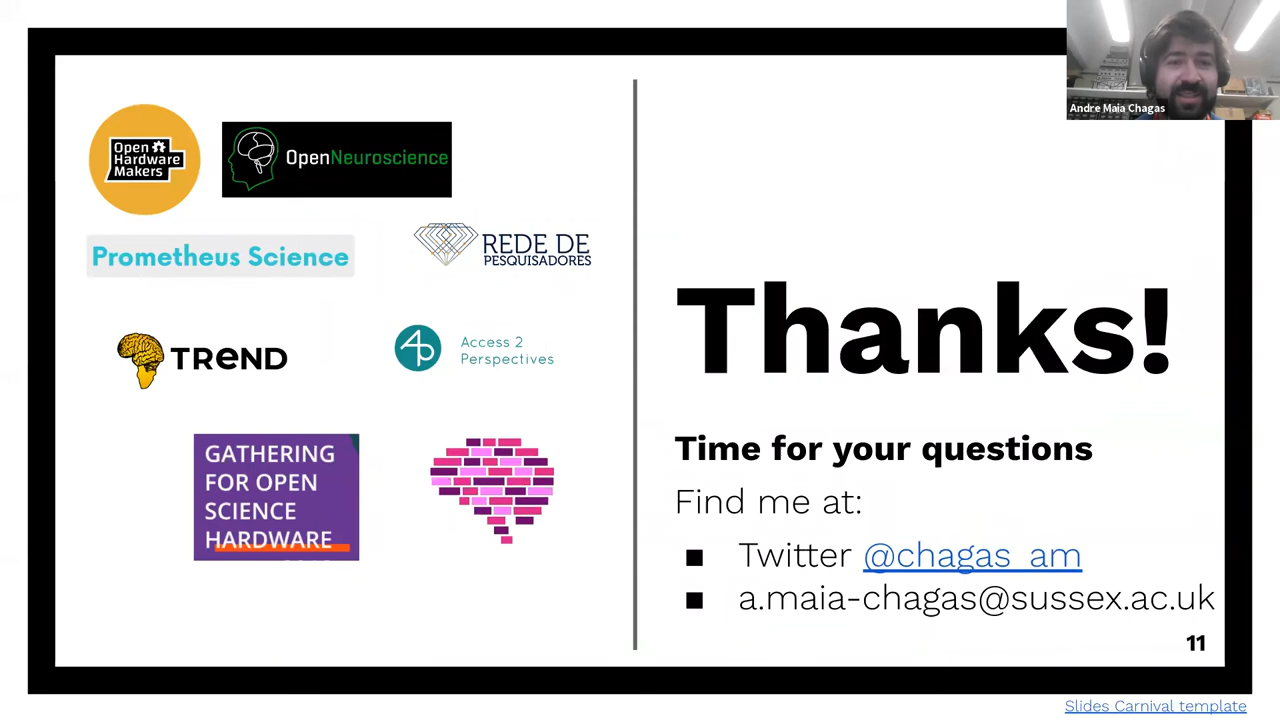 Andre Maia Chagas
Open
Hardware
Makers
OpenNeuroscience
Prometheus Science
REDE DE
PESQUISADORES
TReND
Access 2
Perspectives
GATHERING
FOR OPEN
SCIENCE
HARDWARE
Thanks!
Time for your questions
Find me at:
■ Twitter @chagas_am
■ a.maia-chagas@sussex.ac.uk
11
Slides Carnival template